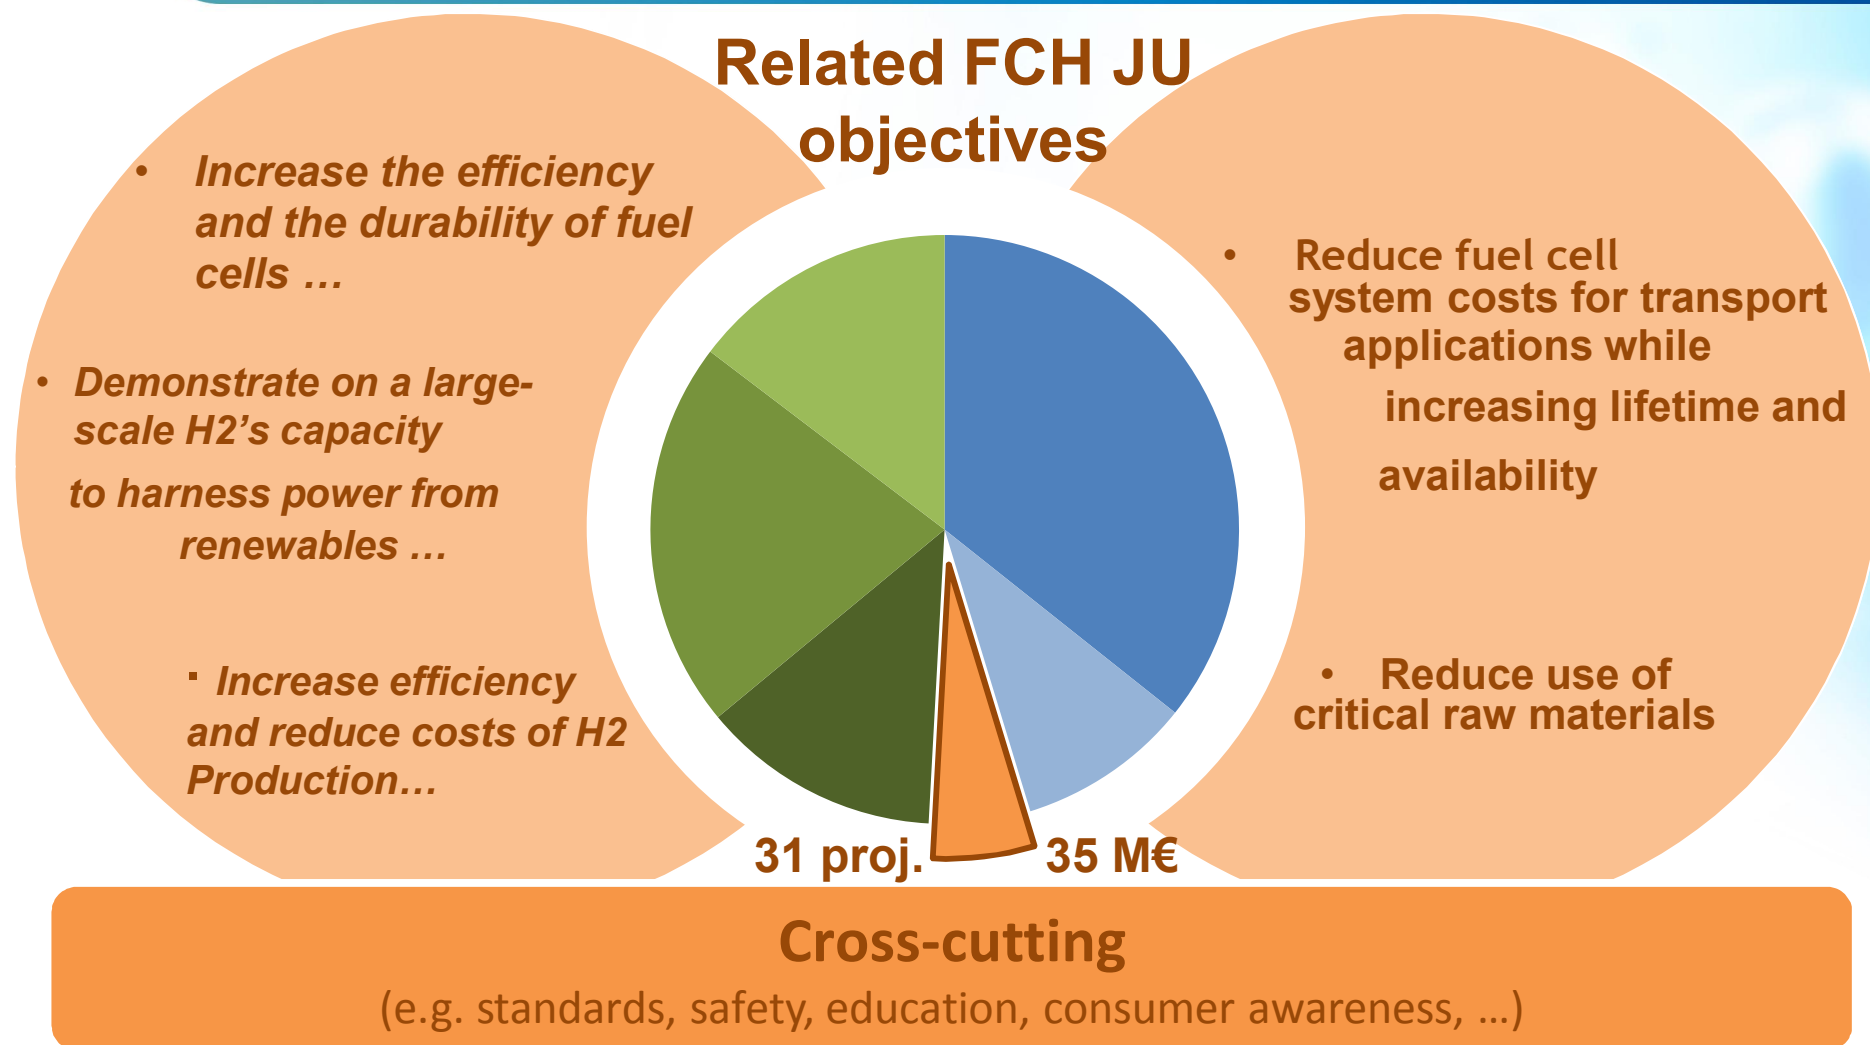 Related FCH JU
objectives
• Increase the efficiency
and the durability of fuel
cells …
• Demonstrate on a large-
scale H2’s capacity
to harness power from
renewables …
▪ Increase efficiency
and reduce costs of H2
Production…
• Reduce fuel cell
system costs for transport
applications while
increasing lifetime and
availability
• Reduce use of
critical raw materials
31 proj.
35 M€
Cross-cutting
(e.g. standards, safety, education, consumer awareness, …)